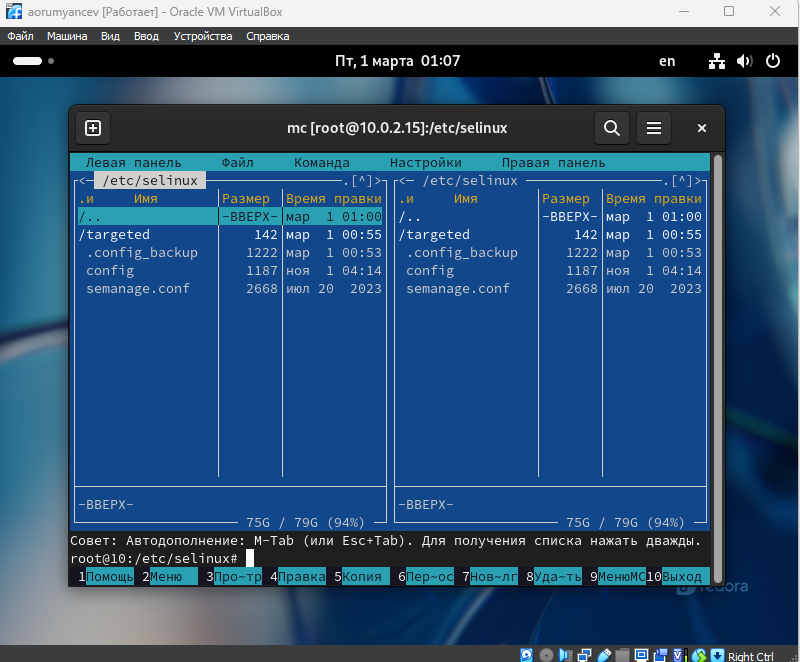 aorumyancev [Работает] - Oracle VM VirtualBox
Файл Машина Вид Ввод Устройства Справка
Пт, 1 марта 01:07 en
mc [root@10.0.2.15]:/etc/selinux
Левая панель Файл Команда Настройки Правая панель
<─ /etc/selinux ─.[^]>┐┌<─ /etc/selinux ─.[^]>┐
.и Имя Размер Время правки .и Имя Размер Время правки
/.. -ВВЕРХ- мар 1 01:00 /.. -ВВЕРХ- мар 1 01:00
/targeted 142 мар 1 00:55 /targeted 142 мар 1 00:55
.config_backup 1222 мар 1 00:53 .config_backup 1222 мар 1 00:53
config 1187 ноя 1 04:14 config 1187 ноя 1 04:14
semanage.conf 2668 июл 20 2023 semanage.conf 2668 июл 20 2023
-ВВЕРХ- -ВВЕРХ-
75G / 79G (94%) 75G / 79G (94%)
Совет: Автодополнение: M-Tab (или Esc+Tab). Для получения списка нажать дважды.
root@10:/etc/selinux#
1Помощь 2Меню 3Про~тр 4Правка 5Копия 6Пер~ос 7Нов~лг 8Уда~ть 9МенюMC 10Выход
fedora
Right Ctrl